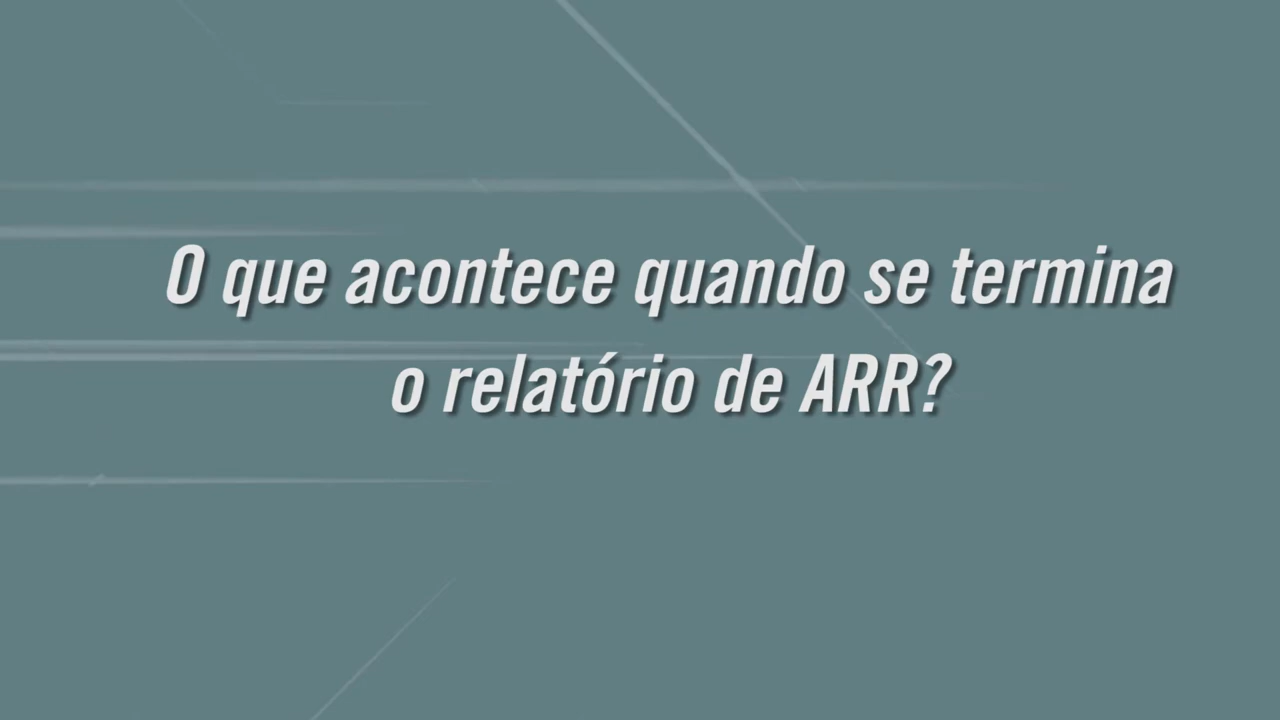 O que acontece quando se termina
o relatório de ARR?